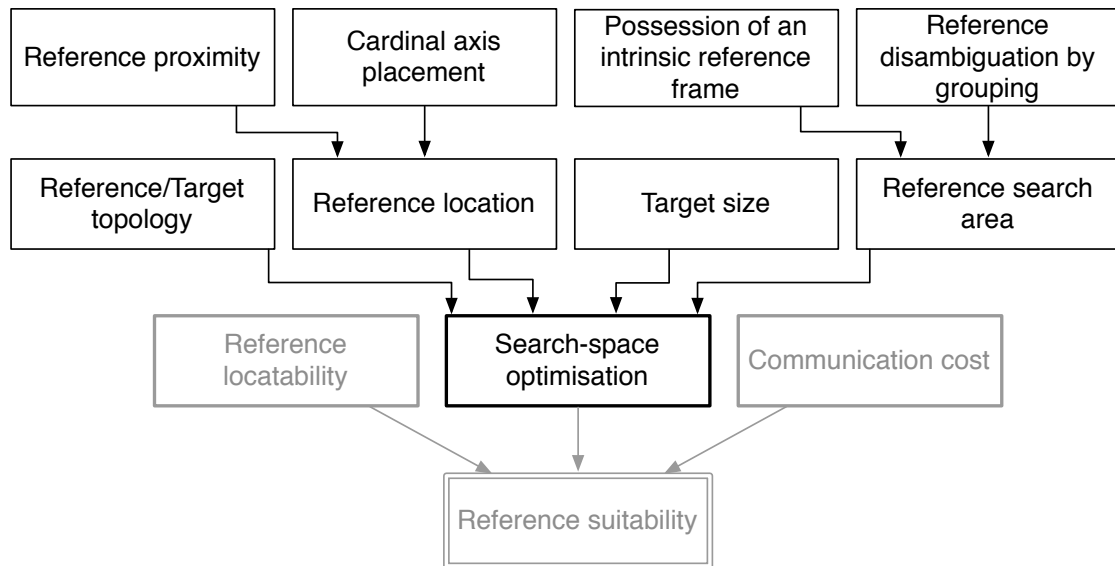 Reference proximity
Cardinal axis
placement
Possession of an
intrinsic reference
frame
Reference
disambiguation by
grouping
Reference/Target
topology
Reference location
Target size
Reference search
area
Reference
locatability
Search-space
optimisation
Communication cost
Reference suitability